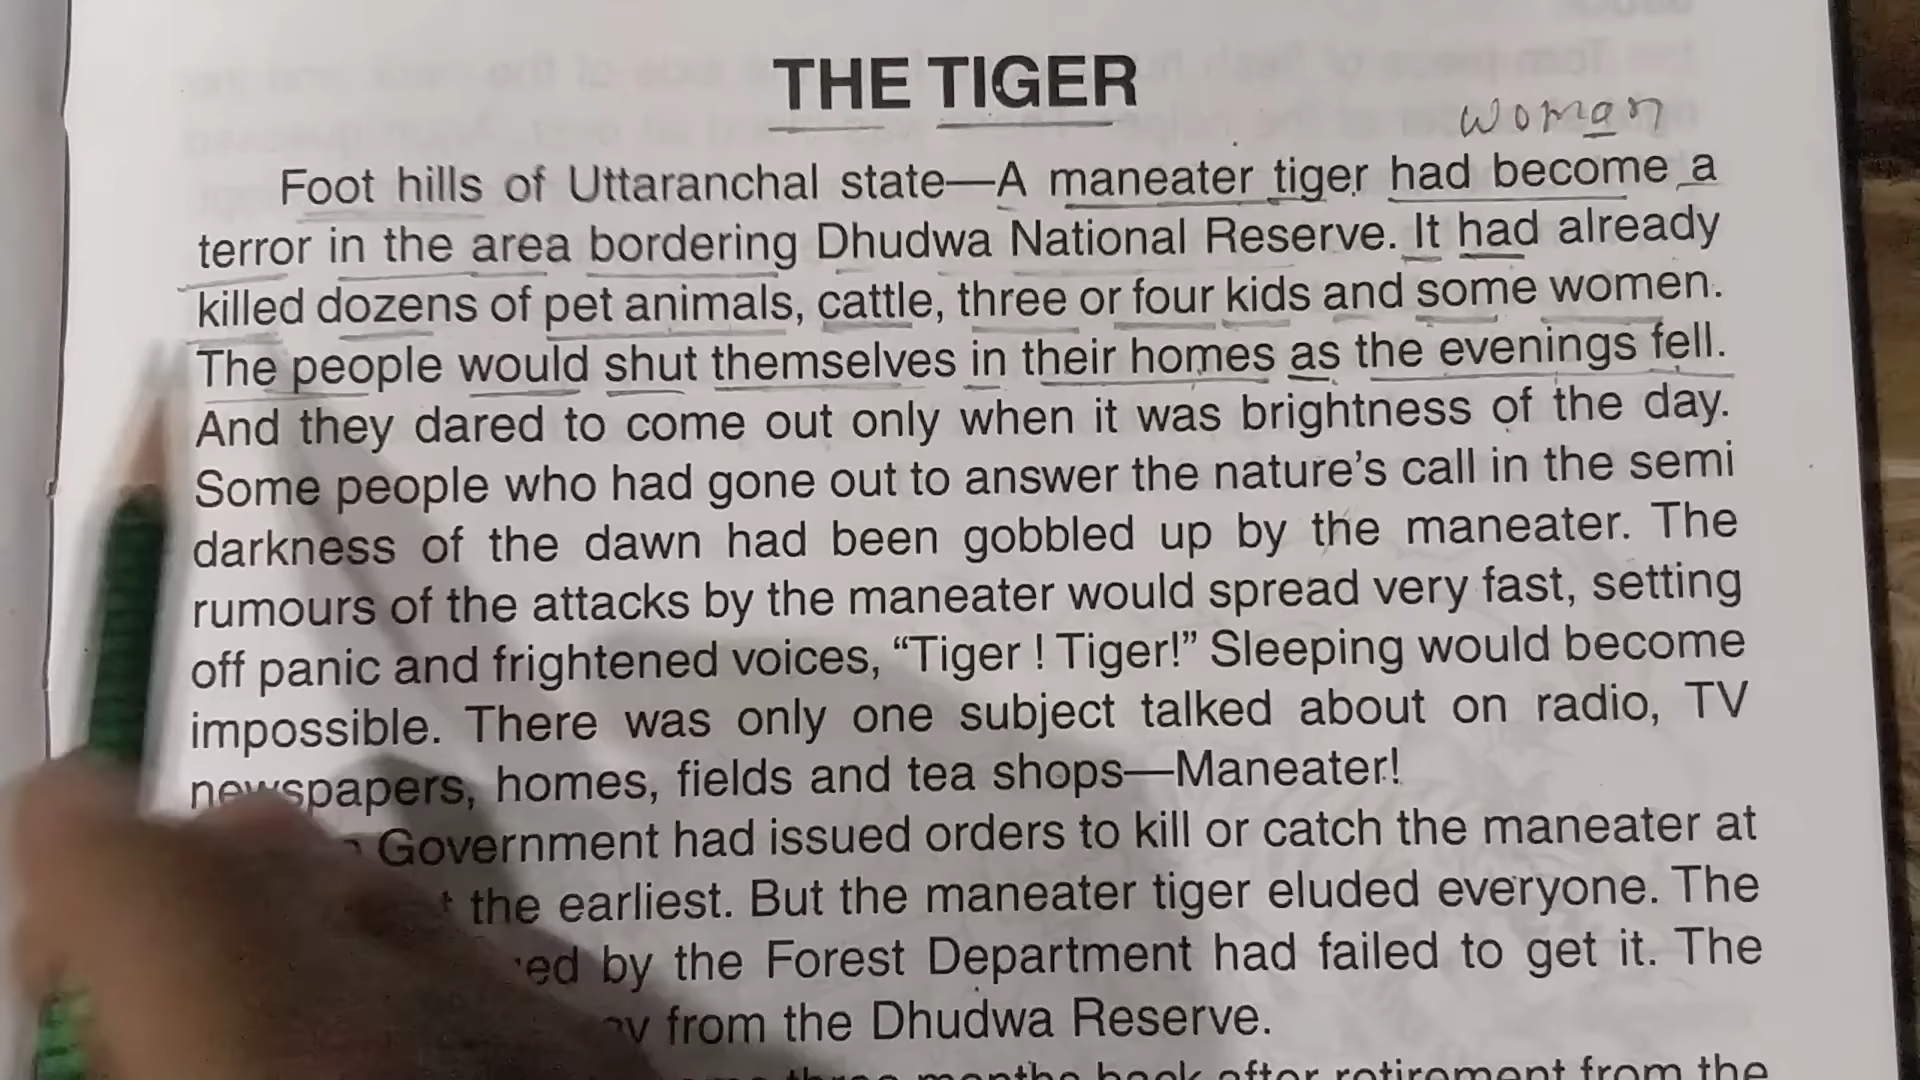 THE TIGER
woman
Foot hills of Uttaranchal state—A maneater tiger had become a
terror in the area bordering Dhudwa National Reserve. It had already
killed dozens of pet animals, cattle, three or four kids and some women.
The people would shut themselves in their homes as the evenings fell.
And they dared to come out only when it was brightness of the day.
Some people who had gone out to answer the nature's call in the semi
darkness of the dawn had been gobbled up by the maneater. The
rumours of the attacks by the maneater would spread very fast, setting
off panic and frightened voices, “Tiger ! Tiger!” Sleeping would become
impossible. There was only one subject talked about on radio, TV
newspapers, homes, fields and tea shops—Maneater!
Government had issued orders to kill or catch the maneater at
the earliest. But the maneater tiger eluded everyone. The
by the Forest Department had failed to get it. The
from the Dhudwa Reserve.
three months back after retirement from the